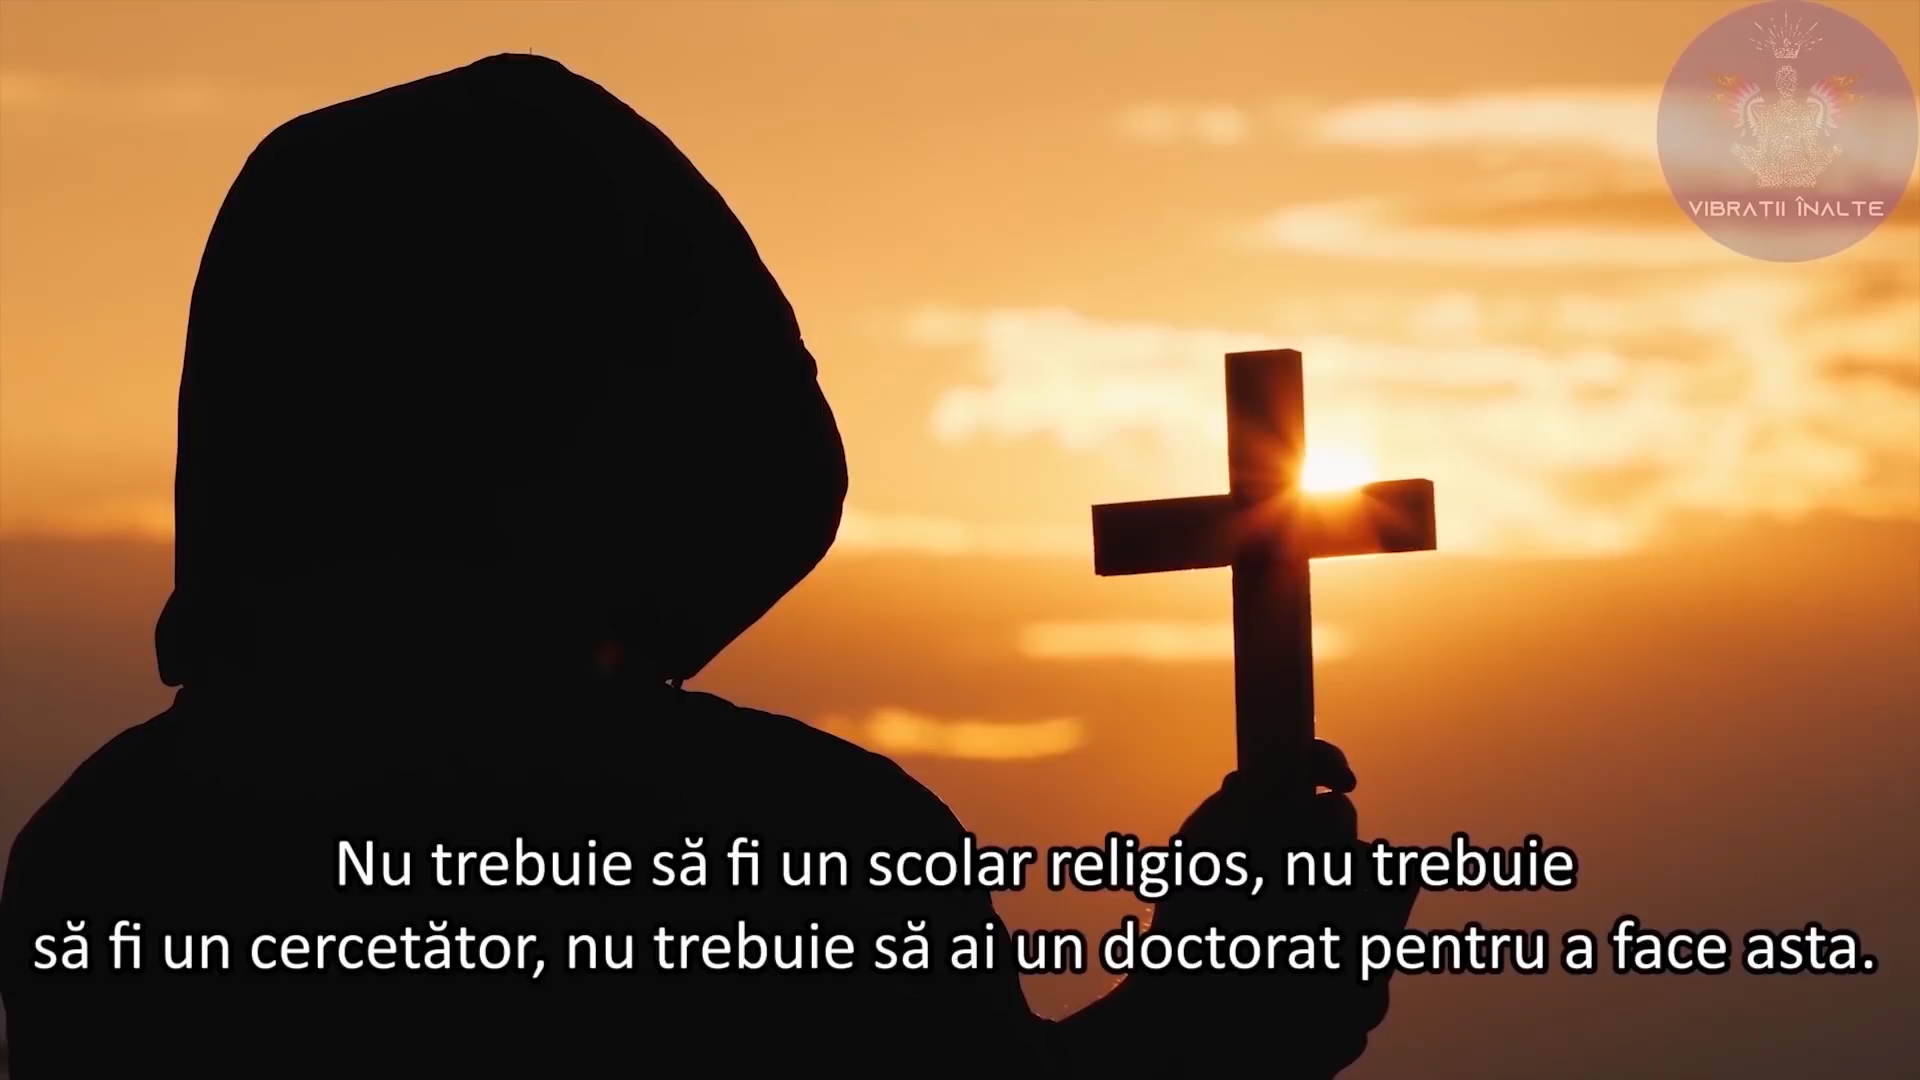 VIBRAȚII ÎNALTE
Nu trebuie să fi un scolar religios, nu trebuie
să fi un cercetător, nu trebuie să ai un doctorat pentru a face asta.